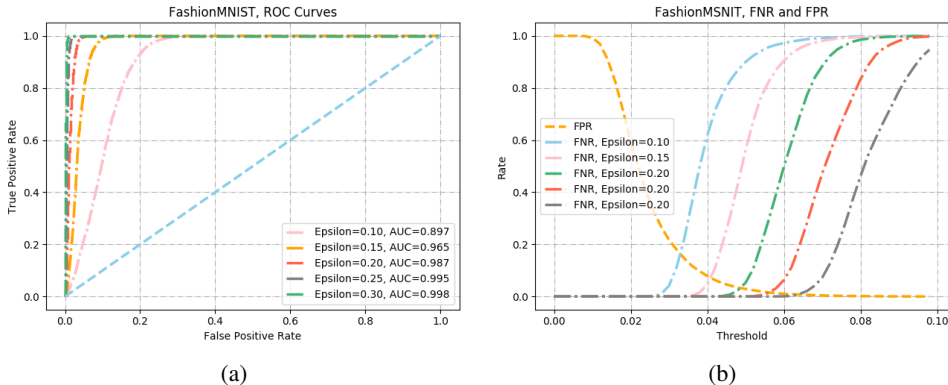 FashionMNIST, ROC Curves
1.0
0.8
0.6
0.4
0.2
0.0
True Positive Rate
Epsilon=0.10, AUC=0.897
Epsilon=0.15, AUC=0.965
Epsilon=0.20, AUC=0.987
Epsilon=0.25, AUC=0.995
Epsilon=0.30, AUC=0.998
0.0 0.2 0.4 0.6 0.8 1.0
False Positive Rate
(a)
FashionMSNIT, FNR and FPR
1.0
0.8
0.6
0.4
0.2
0.0
Rate
FPR
FNR, Epsilon=0.10
FNR, Epsilon=0.15
FNR, Epsilon=0.20
FNR, Epsilon=0.20
FNR, Epsilon=0.20
0.00 0.02 0.04 0.06 0.08 0.10
Threshold
(b)